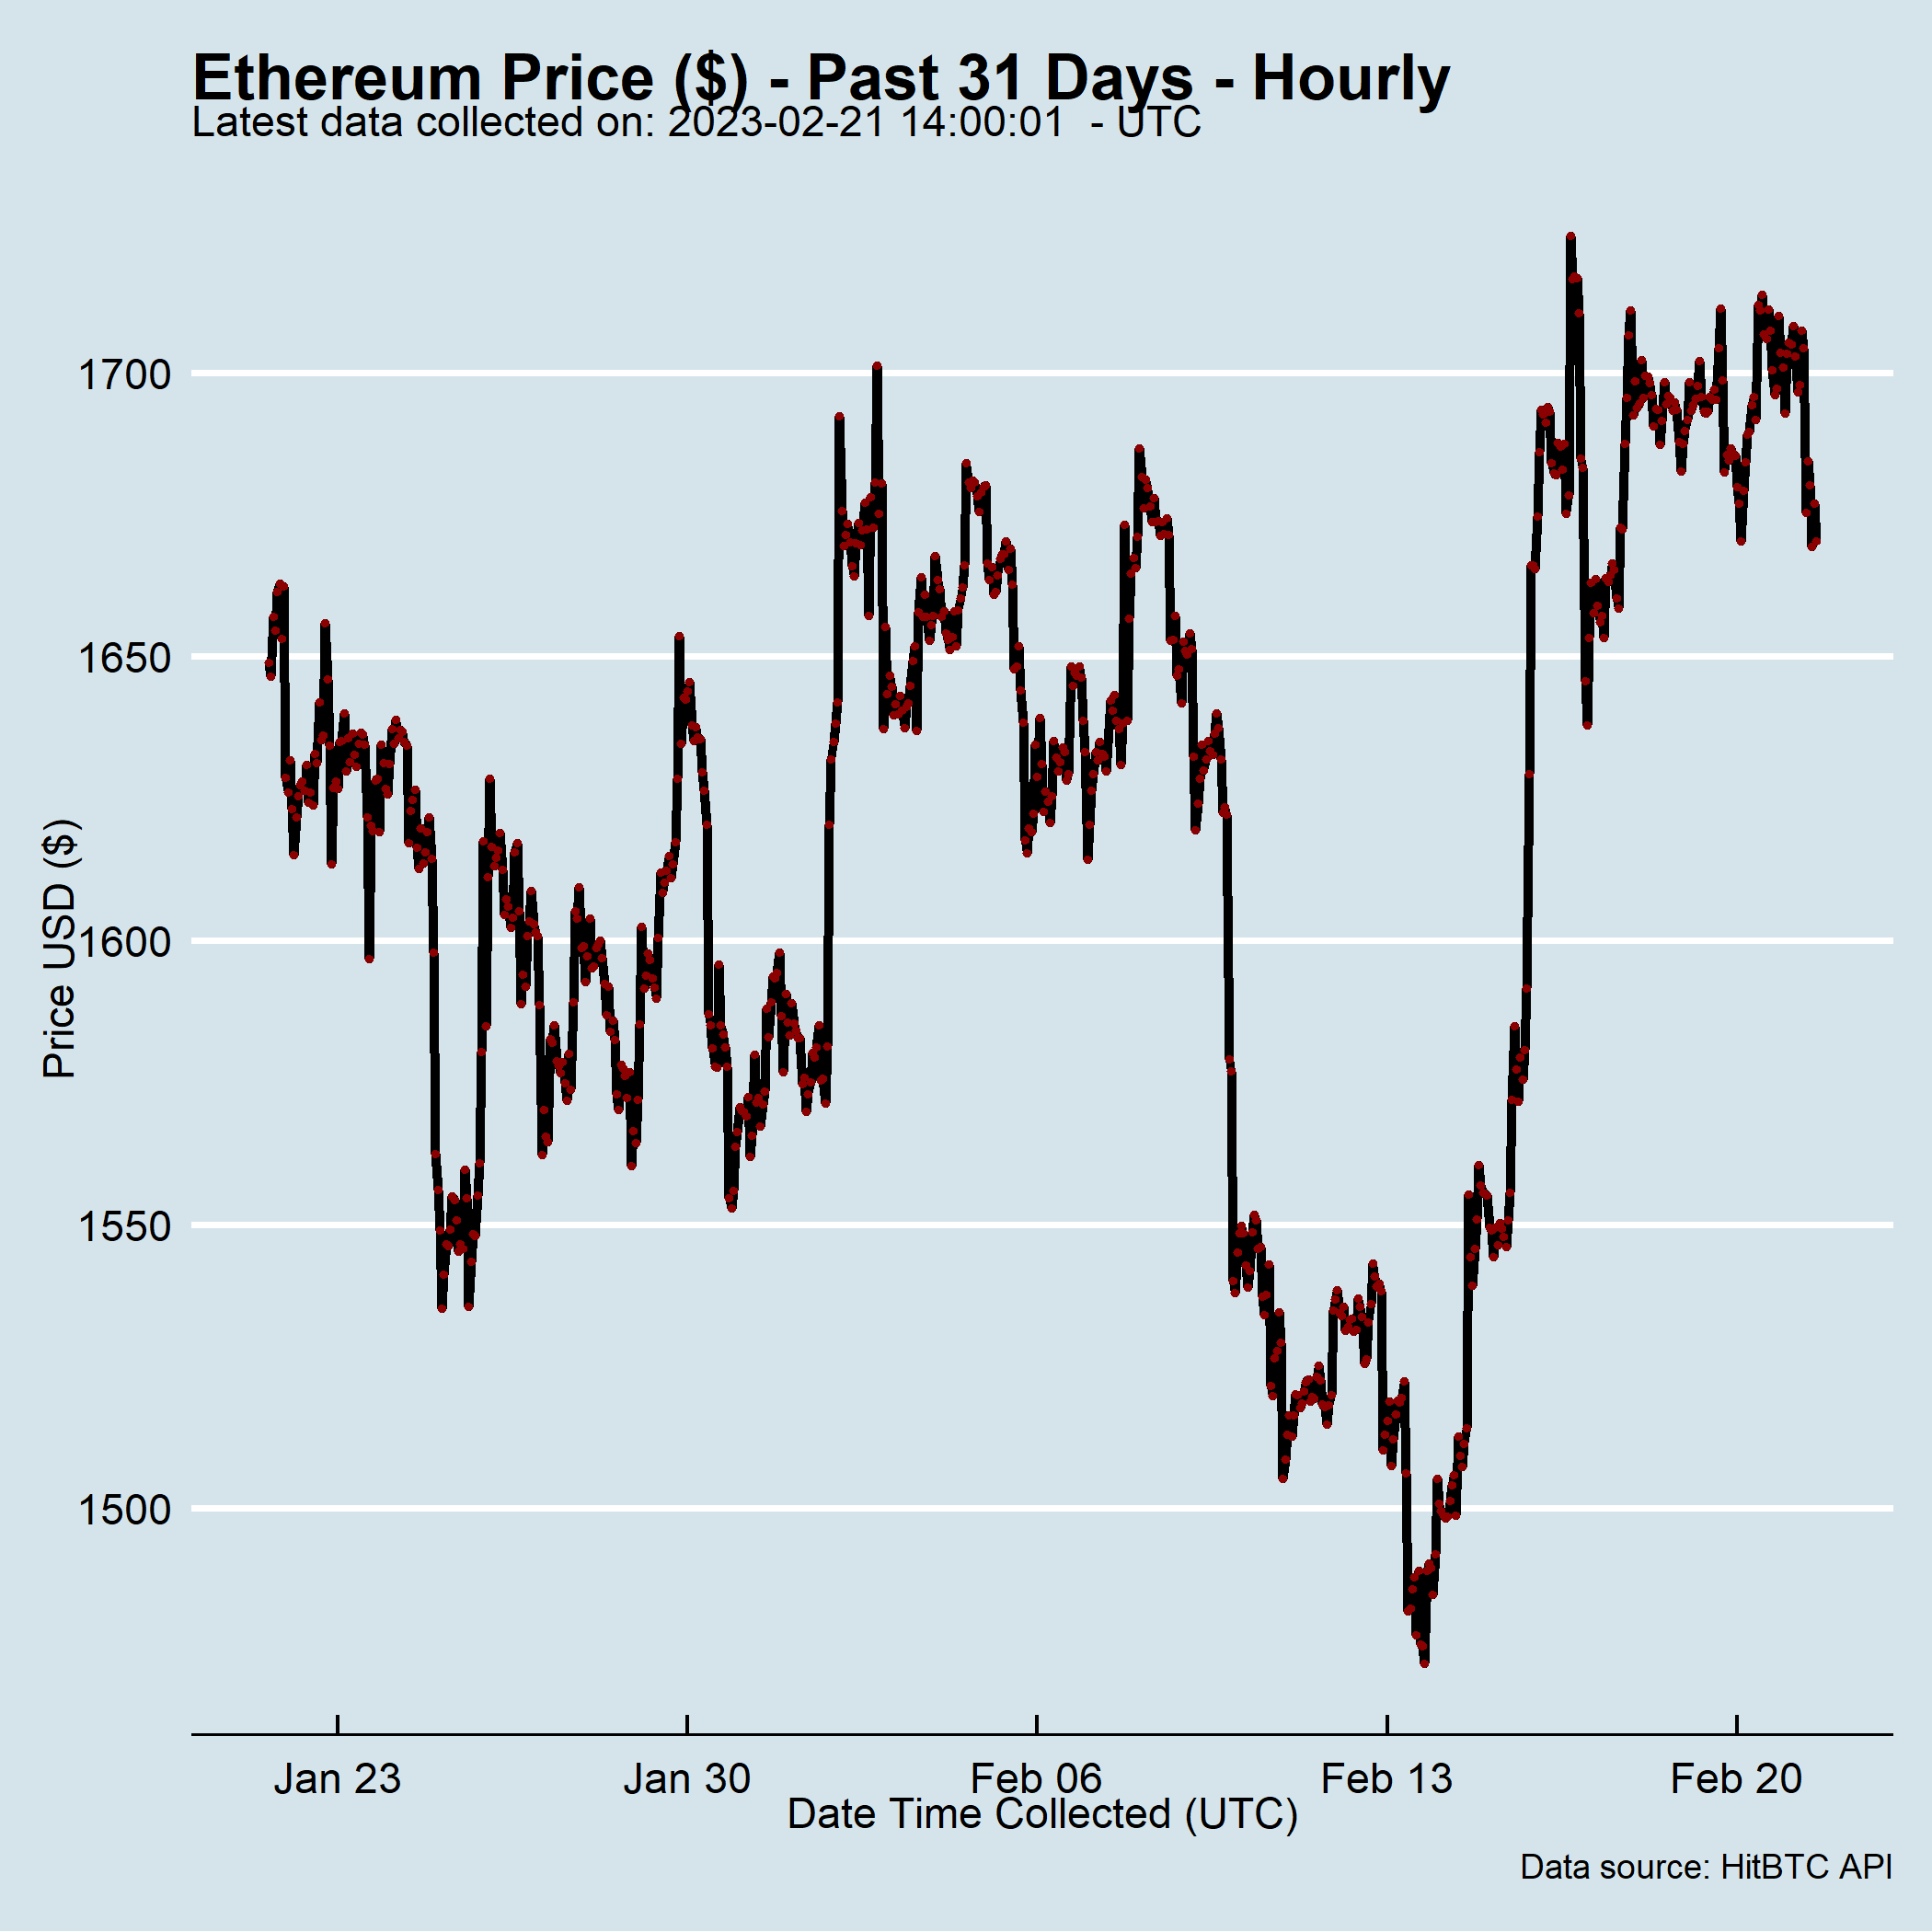 Ethereum Price ($) - Past 31 Days - Hourly
Latest data collected on: 2023-02-21 14:00:01  - UTC
Price USD ($)
1700
1650
1600
1550
1500
Jan 23 Jan 30 Feb 06 Feb 13 Feb 20
Date Time Collected (UTC)
Data source: HitBTC API